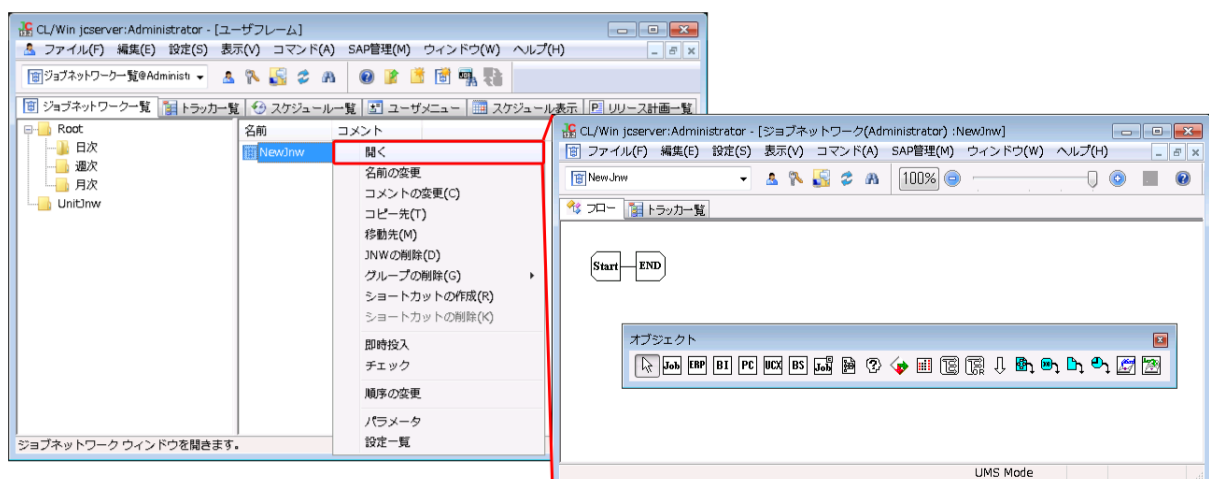 CL/Win jcserver:Administrator - [ユーザフレーム]
ファイル(F) 編集(E) 設定(S) 表示(V) コマンド(A) SAP管理(M) ウィンドウ(W) ヘルプ(H)
ジョブネットワーク一覧@Administ
ジョブネットワーク一覧 トラッカ一覧 スケジュール一覧 ユーザメニュー スケジュール表示 リリース計画一覧
Root
日次
週次
月次
UnitJnw
名前 コメント
NewJnw
開く
名前の変更
コメントの変更(C)
コピー先(T)
移動先(M)
JNWの削除(D)
グループの削除(G)
ショートカットの作成(R)
ショートカットの削除(K)
即時投入
チェック
順序の変更
パラメータ
設定一覧
ジョブネットワーク ウィンドウを開きます。
CL/Win jcserver:Administrator - [ジョブネットワーク(Administrator) :NewJnw]
ファイル(F) 編集(E) 設定(S) 表示(V) コマンド(A) SAP管理(M) ウィンドウ(W) ヘルプ(H)
NewJnw 100%
フロー トラッカ一覧
Start END
オブジェクト
Job ERP BI PC UCX BS Job OR
UMS Mode